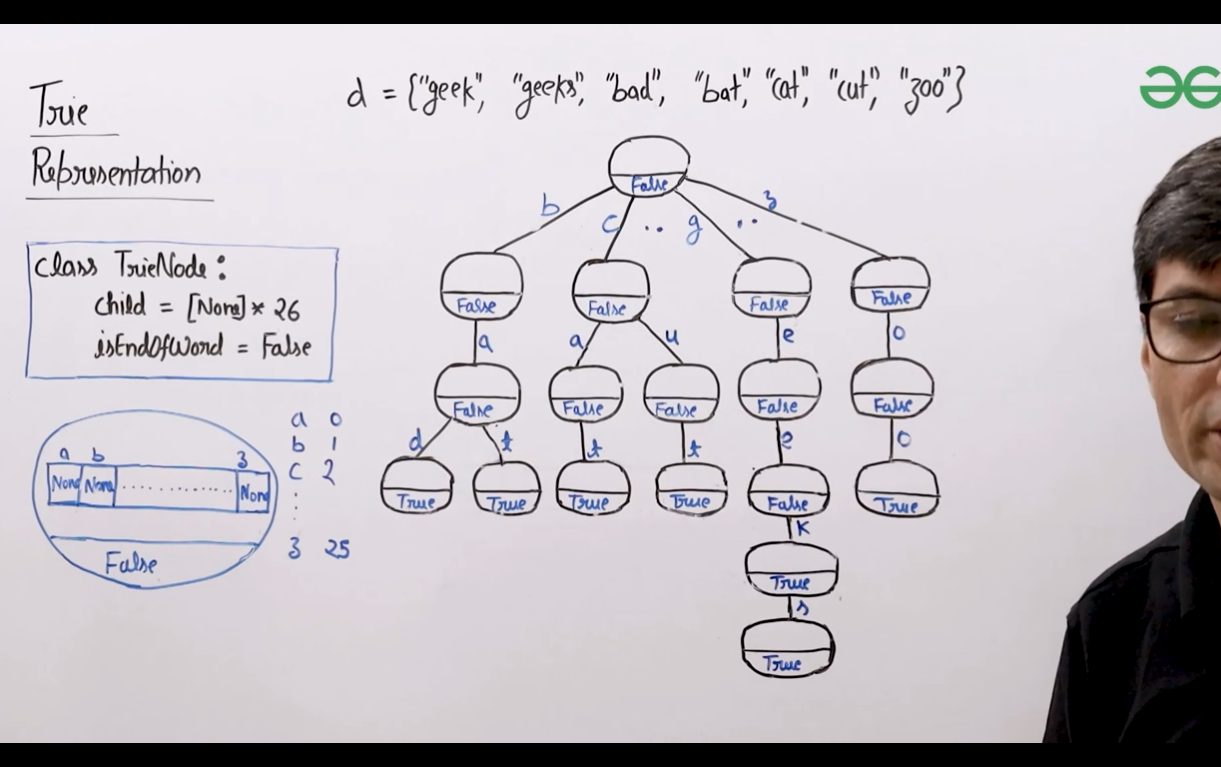 Trie
Representation
d = {"geek", "geeks", "bad", "bat", "cat", "cut", "zoo"}
class TrieNode:
child = [None] * 26
isEndOfWord = False
a b z
None None ............... None
False
a 0
b 1
c 2
⋮
z 25
False
b c .. g .. z
False False False False
a a u e o
False False False False False
d t t t e o
True True True True False True
k
True
s
True